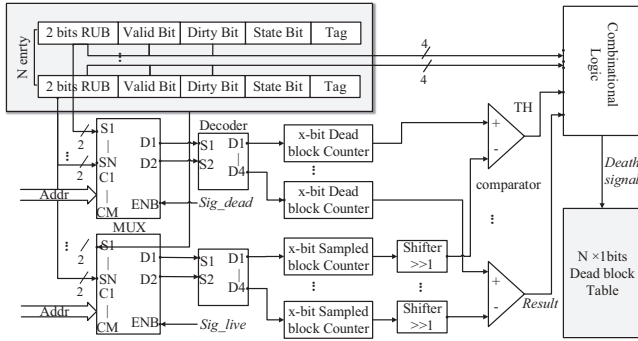 N enrty
2 bits RUB Valid Bit Dirty Bit State Bit Tag
2 bits RUB Valid Bit Dirty Bit State Bit Tag
4
4
Combinational
Logic
2
2
Addr
S1
SN
C1
CM
D1
D2
ENB
MUX
Decoder
S1
S2
D1
D4
Sig_dead
x-bit Dead
block Counter
x-bit Dead
block Counter
+
-
TH
comparator
Death
signal
2
2
Addr
S1
SN
C1
CM
D1
D2
ENB
S1
S2
D1
D4
Sig_live
x-bit Sampled
block Counter
x-bit Sampled
block Counter
Shifter
>>1
Shifter
>>1
+
-
Result
N ×1bits
Dead block
Table